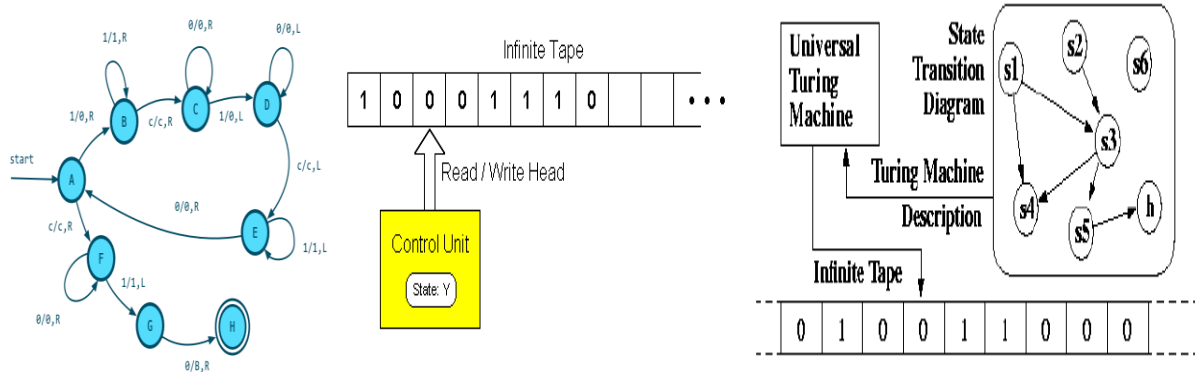 start
A
1/0,R
B
1/1,R
c/c,R
C
0/0,R
1/0,L
D
0/0,L
c/c,L
E
1/1,L
0/0,R
c/c,R
F
0/0,R
1/1,L
G
0/B,R
H
Infinite Tape
1 0 0 0 1 1 1 0 • • •
Read / Write Head
Control Unit
State: Y
Universal
Turing
Machine
State
Transition
Diagram
s1
s2
s6
s3
s4
s5
h
Turing Machine
Description
Infinite Tape
0 1 0 0 1 1 0 0 0